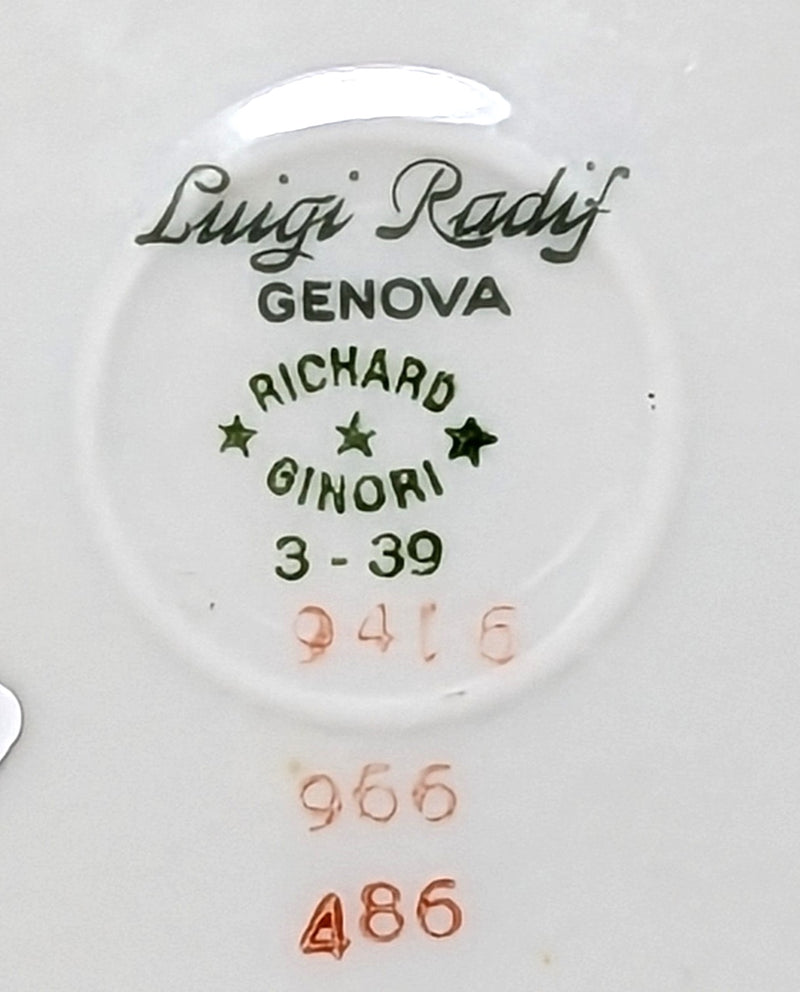 Luigi Radif
GENOVA
RICHARD
★ ★ ★
GINORI
3 - 39
9416
966
486